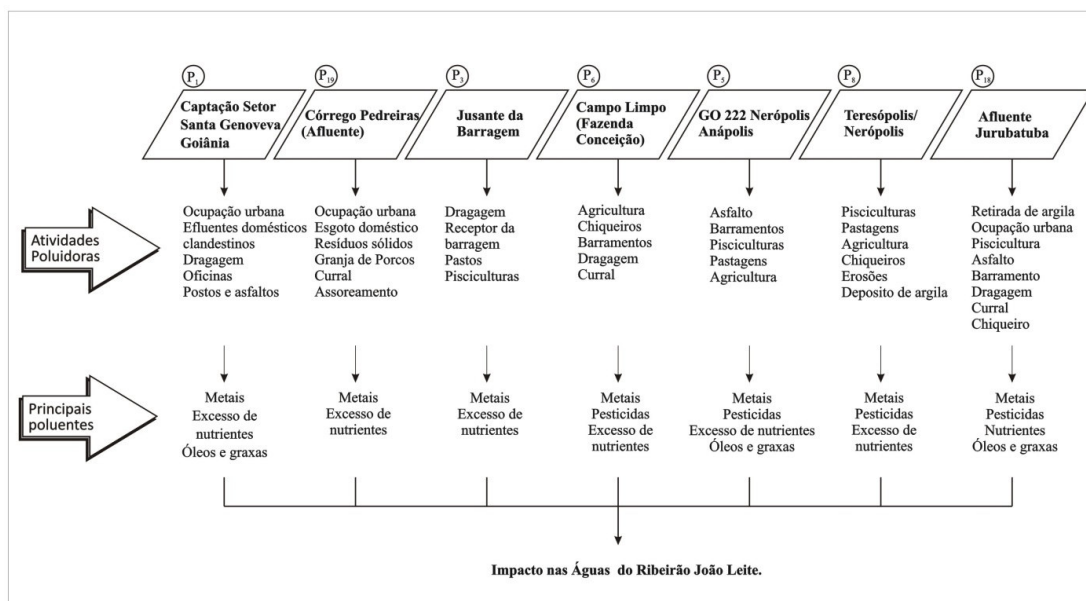 P1
Captação Setor
Santa Genoveva
Goiânia
P19
Córrego Pedreiras
(Afluente)
P3
Jusante da
Barragem
P6
Campo Limpo
(Fazenda
Conceição)
P5
GO 222 Nerópolis
Anápolis
P8
Teresópolis/
Nerópolis
P18
Afluente
Jurubatuba
Atividades
Poluidoras
Ocupação urbana
Efluentes domésticos
clandestinos
Dragagem
Oficinas
Postos e asfaltos
Ocupação urbana
Esgoto doméstico
Resíduos sólidos
Granja de Porcos
Curral
Assoreamento
Dragagem
Receptor da
barragem
Pastos
Pisciculturas
Agricultura
Chiqueiros
Barramentos
Dragagem
Curral
Asfalto
Barramentos
Pisciculturas
Pastagens
Agricultura
Pisciculturas
Pastagens
Agricultura
Chiqueiros
Erosões
Deposito de argila
Retirada de argila
Ocupação urbana
Piscicultura
Asfalto
Barramento
Dragagem
Curral
Chiqueiro
Principais
poluentes
Metais
Excesso de
nutrientes
Óleos e graxas
Metais
Excesso de
nutrientes
Metais
Excesso de
nutrientes
Metais
Pesticidas
Excesso de
nutrientes
Metais
Pesticidas
Excesso de nutrientes
Óleos e graxas
Metais
Pesticidas
Excesso de
nutrientes
Metais
Pesticidas
Nutrientes
Óleos e graxas
Impacto nas Águas do Ribeirão João Leite.